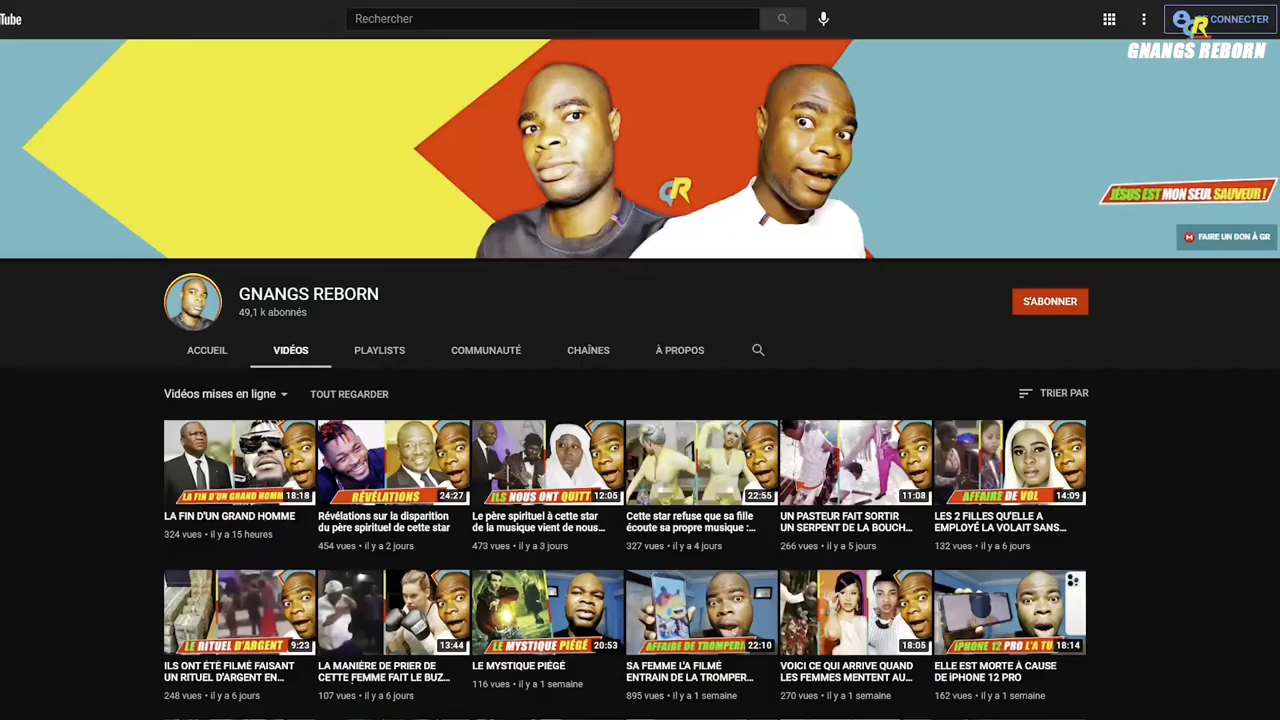 Tube
Rechercher
CONNECTER
GNANGS REBORN
JÉSUS EST MON SEUL SAUVEUR !
FAIRE UN DON À GR
GNANGS REBORN
49,1 k abonnés
S'ABONNER
ACCUEIL VIDÉOS PLAYLISTS COMMUNAUTÉ CHAÎNES À PROPOS
Vidéos mises en ligne TOUT REGARDER TRIER PAR
LA FIN D'UN GRAND HOMM 18:18
RÉVÉLATIONS 24:27
ILS NOUS ONT QUITT 12:05
22:55
11:08
AFFAIRE DE VOL 14:09
LA FIN D'UN GRAND HOMME
324 vues • il y a 15 heures
Révélations sur la disparition
du père spirituel de cette star
454 vues • il y a 2 jours
Le père spirituel à cette star
de la musique vient de nous...
473 vues • il y a 3 jours
Cette star refuse que sa fille
écoute sa propre musique :...
327 vues • il y a 4 jours
UN PASTEUR FAIT SORTIR
UN SERPENT DE LA BOUCH...
266 vues • il y a 5 jours
LES 2 FILLES QU'ELLE A
EMPLOYÉ LA VOLAIT SANS...
132 vues • il y a 6 jours
LE RITUEL D'ARGENT 9:23
13:44
LE MYSTIQUE PIÉGÉ 20:53
AFFAIRE DE TROMPERI 22:10
18:05
IPHONE 12 PRO L'A TU 18:14
ILS ONT ÉTÉ FILMÉ FAISANT
UN RITUEL D'ARGENT EN...
248 vues • il y a 6 jours
LA MANIÈRE DE PRIER DE
CETTE FEMME FAIT LE BUZ...
107 vues • il y a 6 jours
LE MYSTIQUE PIÉGÉ
116 vues • il y a 1 semaine
SA FEMME L'A FILMÉ
ENTRAIN DE LA TROMPER...
895 vues • il y a 1 semaine
VOICI CE QUI ARRIVE QUAND
LES FEMMES MENTENT AU...
270 vues • il y a 1 semaine
ELLE EST MORTE À CAUSE
DE iPHONE 12 PRO
162 vues • il y a 1 semaine